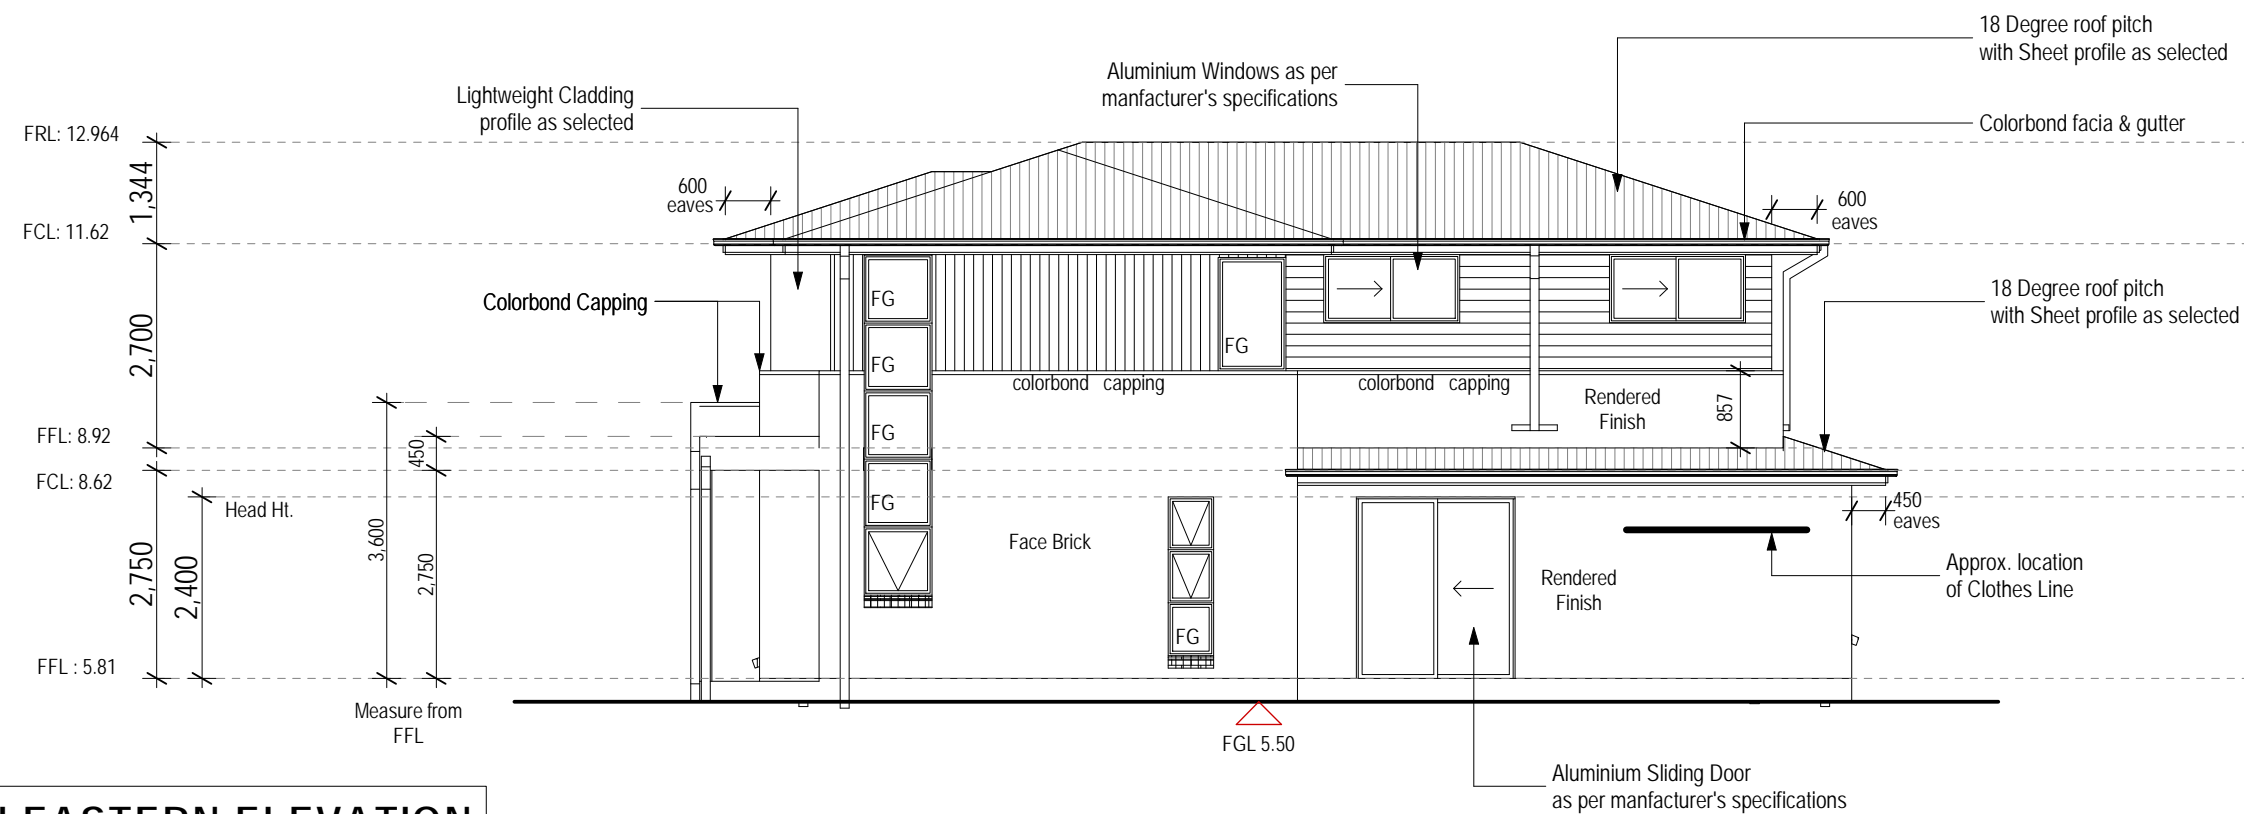 18 Degree roof pitch
with Sheet profile as selected
Aluminium Windows as per
manfacturer's specifications
Lightweight Cladding
profile as selected
Colorbond facia & gutter
FRL: 12.964
1,344
600
eaves
600
eaves
FCL: 11.62
2,700
Colorbond Capping
18 Degree roof pitch
with Sheet profile as selected
FG
FG
FG
FG
FG
colorbond capping
colorbond capping
Rendered
Finish
857
FFL: 8.92
450
FCL: 8.62
Head Ht.
2,750
2,400
3,600
2,750
Face Brick
FG
Rendered
Finish
450
eaves
Approx. location
of Clothes Line
FFL : 5.81
Measure from
FFL
FGL 5.50
Aluminium Sliding Door
as per manfacturer's specifications
EASTERN ELEVATION